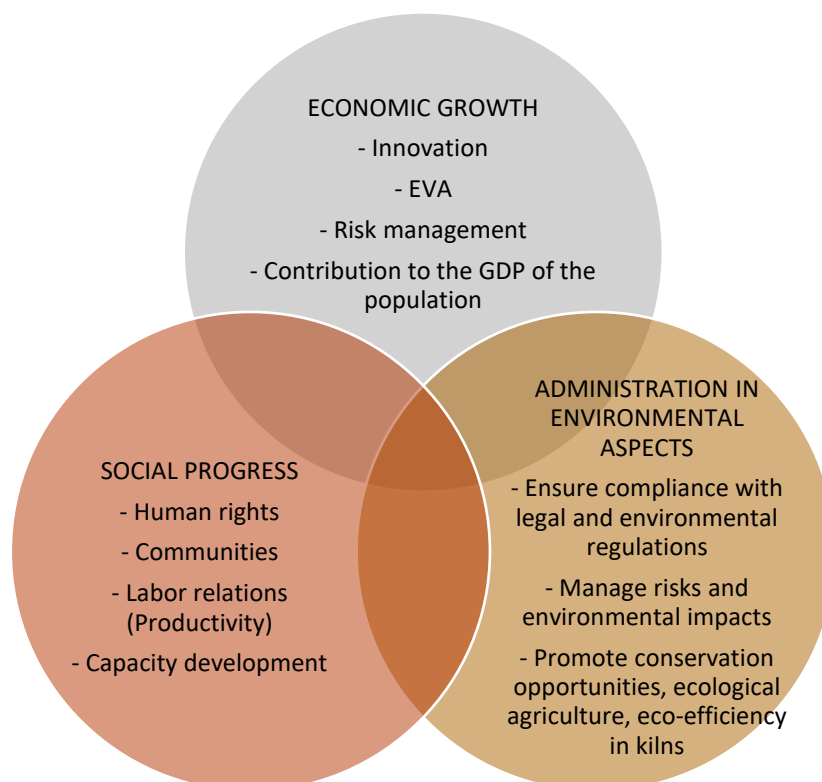 ECONOMIC GROWTH
- Innovation
- EVA
- Risk management
- Contribution to the GDP of the
population
SOCIAL PROGRESS
- Human rights
- Communities
- Labor relations
(Productivity)
- Capacity development
ADMINISTRATION IN
ENVIRONMENTAL
ASPECTS
- Ensure compliance with
legal and environmental
regulations
- Manage risks and
environmental impacts
- Promote conservation
opportunities, ecological
agriculture, eco-efficiency
in kilns